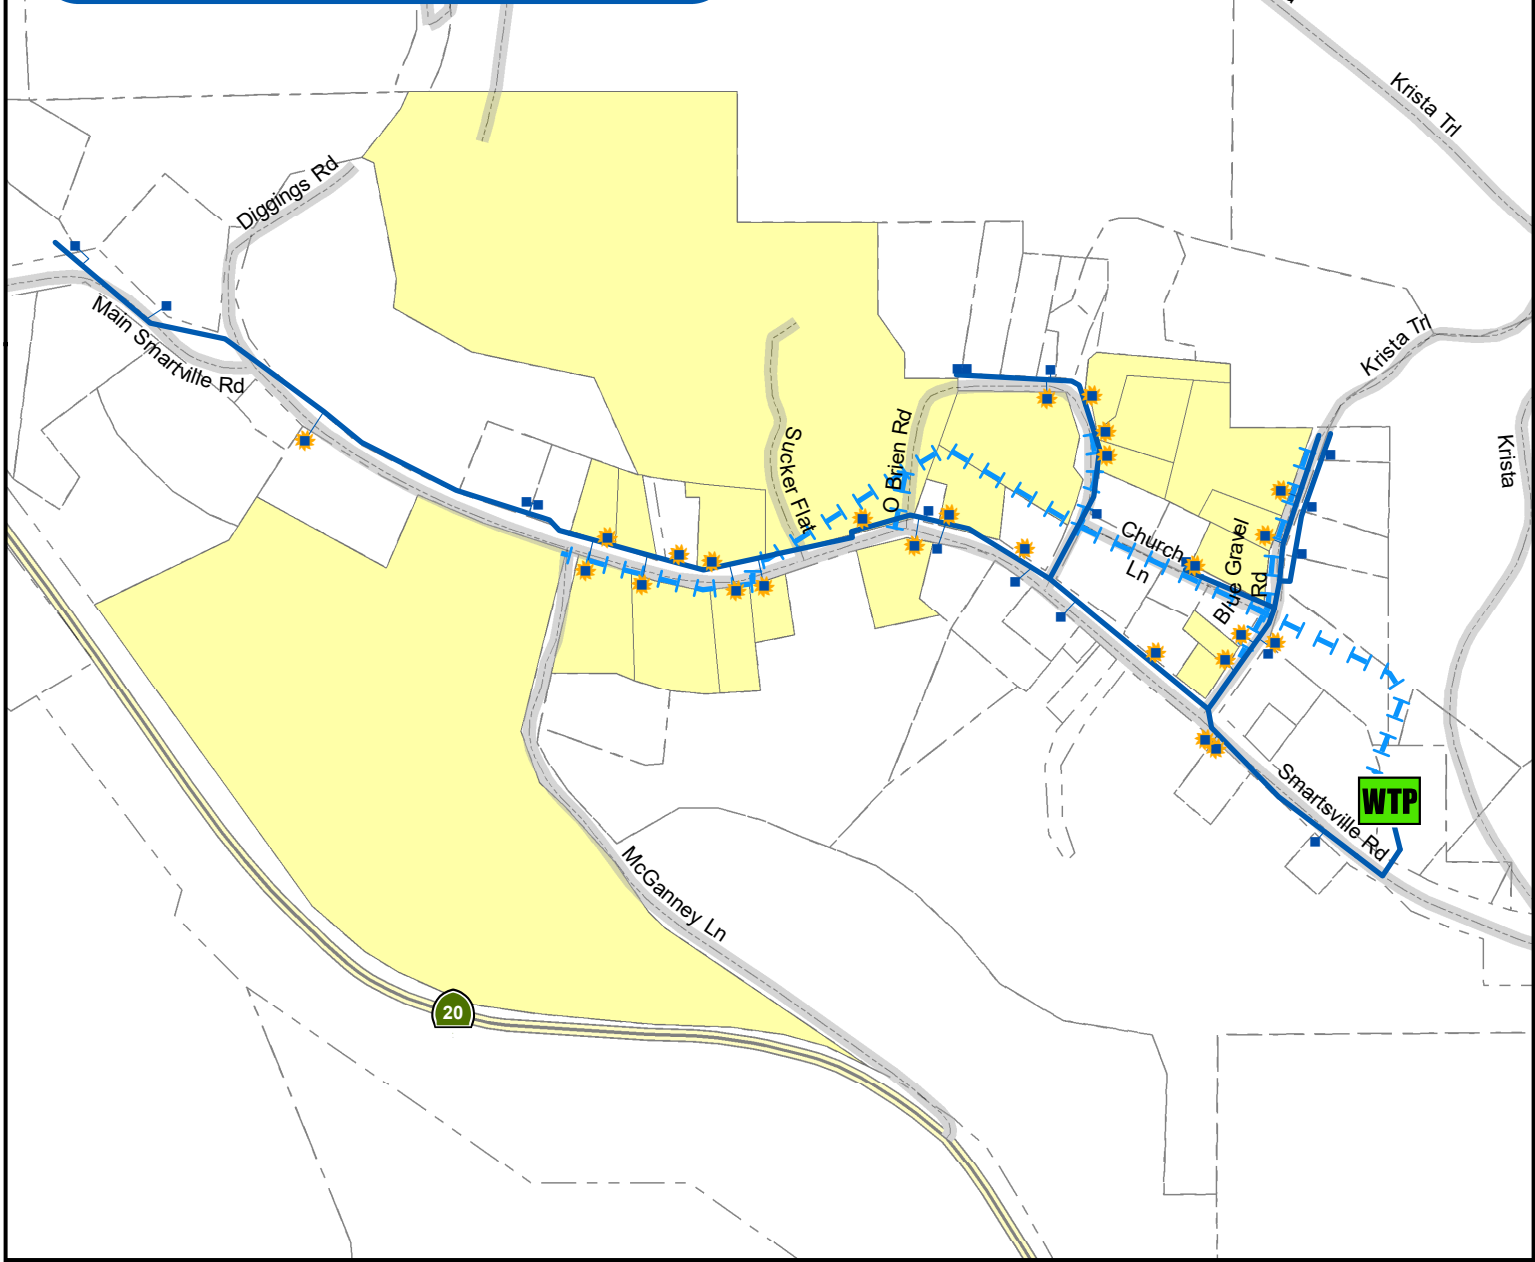 Krista Trl
Diggings Rd
Main Smartville Rd
Krista Trl
Krista
O Brien Rd
Sucker Flat
Church
Ln
Blue Gravel
Rd
Smartsville Rd
WTP
McGanney Ln
20